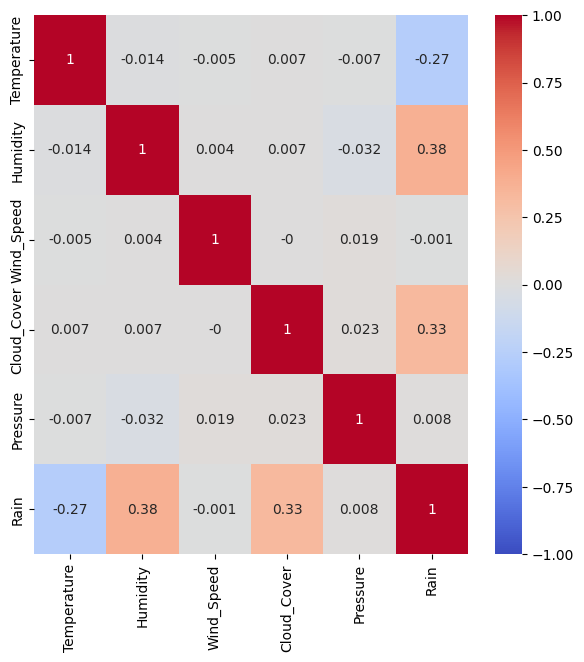 Temperature 1 -0.014 -0.005 0.007 -0.007 -0.27
Humidity -0.014 1 0.004 0.007 -0.032 0.38
Wind_Speed -0.005 0.004 1 -0 0.019 -0.001
Cloud_Cover 0.007 0.007 -0 1 0.023 0.33
Pressure -0.007 -0.032 0.019 0.023 1 0.008
Rain -0.27 0.38 -0.001 0.33 0.008 1
Temperature Humidity Wind_Speed Cloud_Cover Pressure Rain
1.00
0.75
0.50
0.25
0.00
−0.25
−0.50
−0.75
−1.00